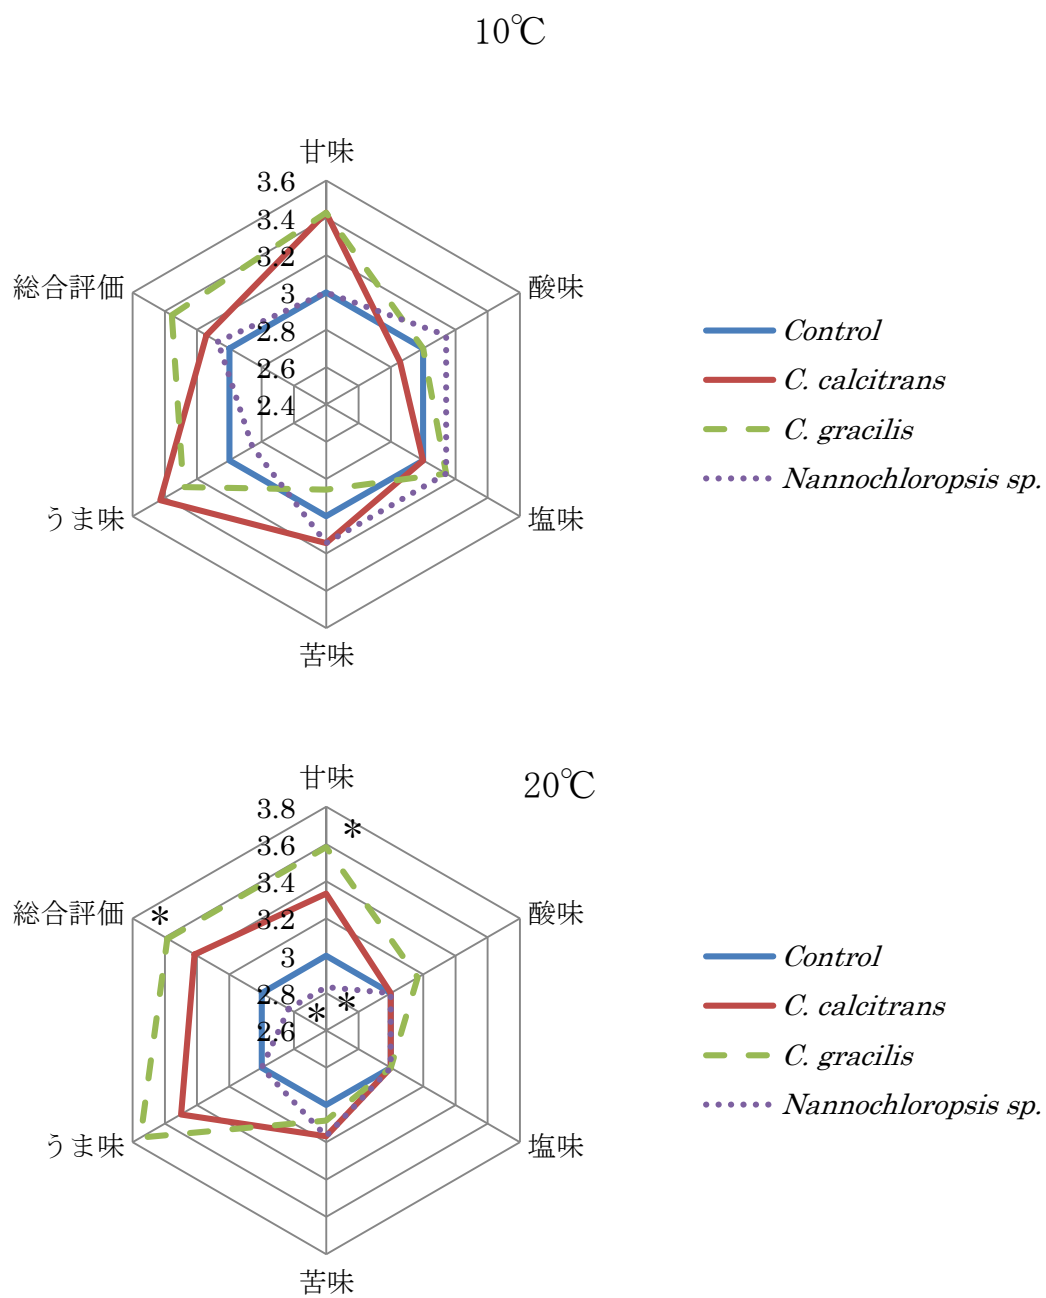 10℃
甘味
3.6
3.4
3.2
3
2.8
2.6
2.4
総合評価
酸味
うま味
塩味
苦味
Control
C. calcitrans
C. gracilis
Nannochloropsis sp.
20℃
甘味
3.8
3.6
3.4
3.2
3
2.8
2.6
*
*
*
*
総合評価
酸味
うま味
塩味
苦味
Control
C. calcitrans
C. gracilis
Nannochloropsis sp.